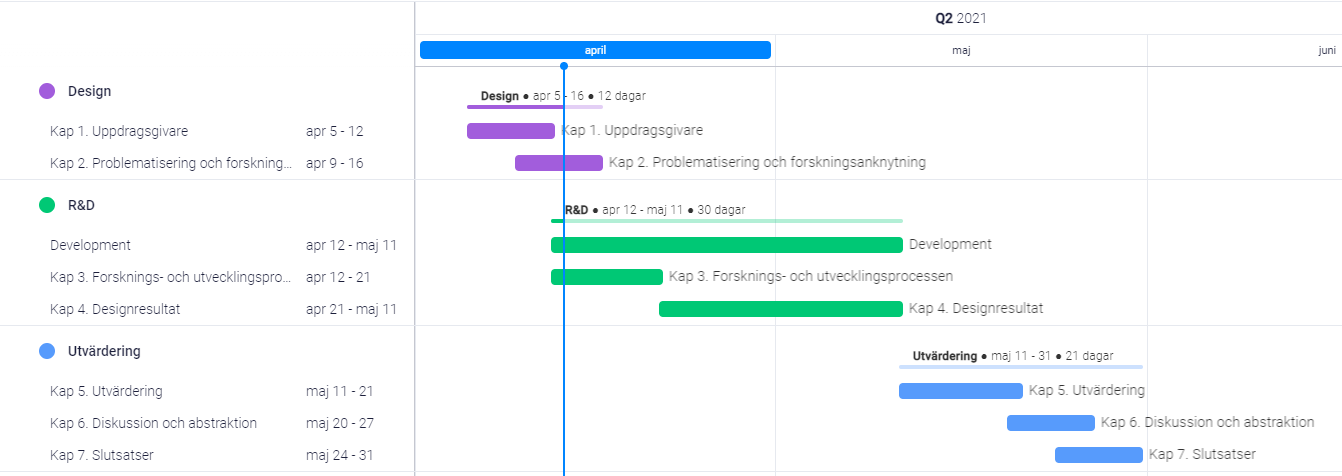 Q2 2021
april maj juni
Design
Design ● apr 5 - 16 ● 12 dagar
Kap 1. Uppdragsgivare apr 5 - 12 Kap 1. Uppdragsgivare
Kap 2. Problematisering och forskning... apr 9 - 16 Kap 2. Problematisering och forskningsanknytning
R&D
R&D ● apr 12 - maj 11 ● 30 dagar
Development apr 12 - maj 11 Development
Kap 3. Forsknings- och utvecklingspro... apr 12 - 21 Kap 3. Forsknings- och utvecklingsprocessen
Kap 4. Designresultat apr 21 - maj 11 Kap 4. Designresultat
Utvärdering
Utvärdering ● maj 11 - 31 ● 21 dagar
Kap 5. Utvärdering maj 11 - 21 Kap 5. Utvärdering
Kap 6. Diskussion och abstraktion maj 20 - 27 Kap 6. Diskussion och abstraktion
Kap 7. Slutsatser maj 24 - 31 Kap 7. Slutsatser